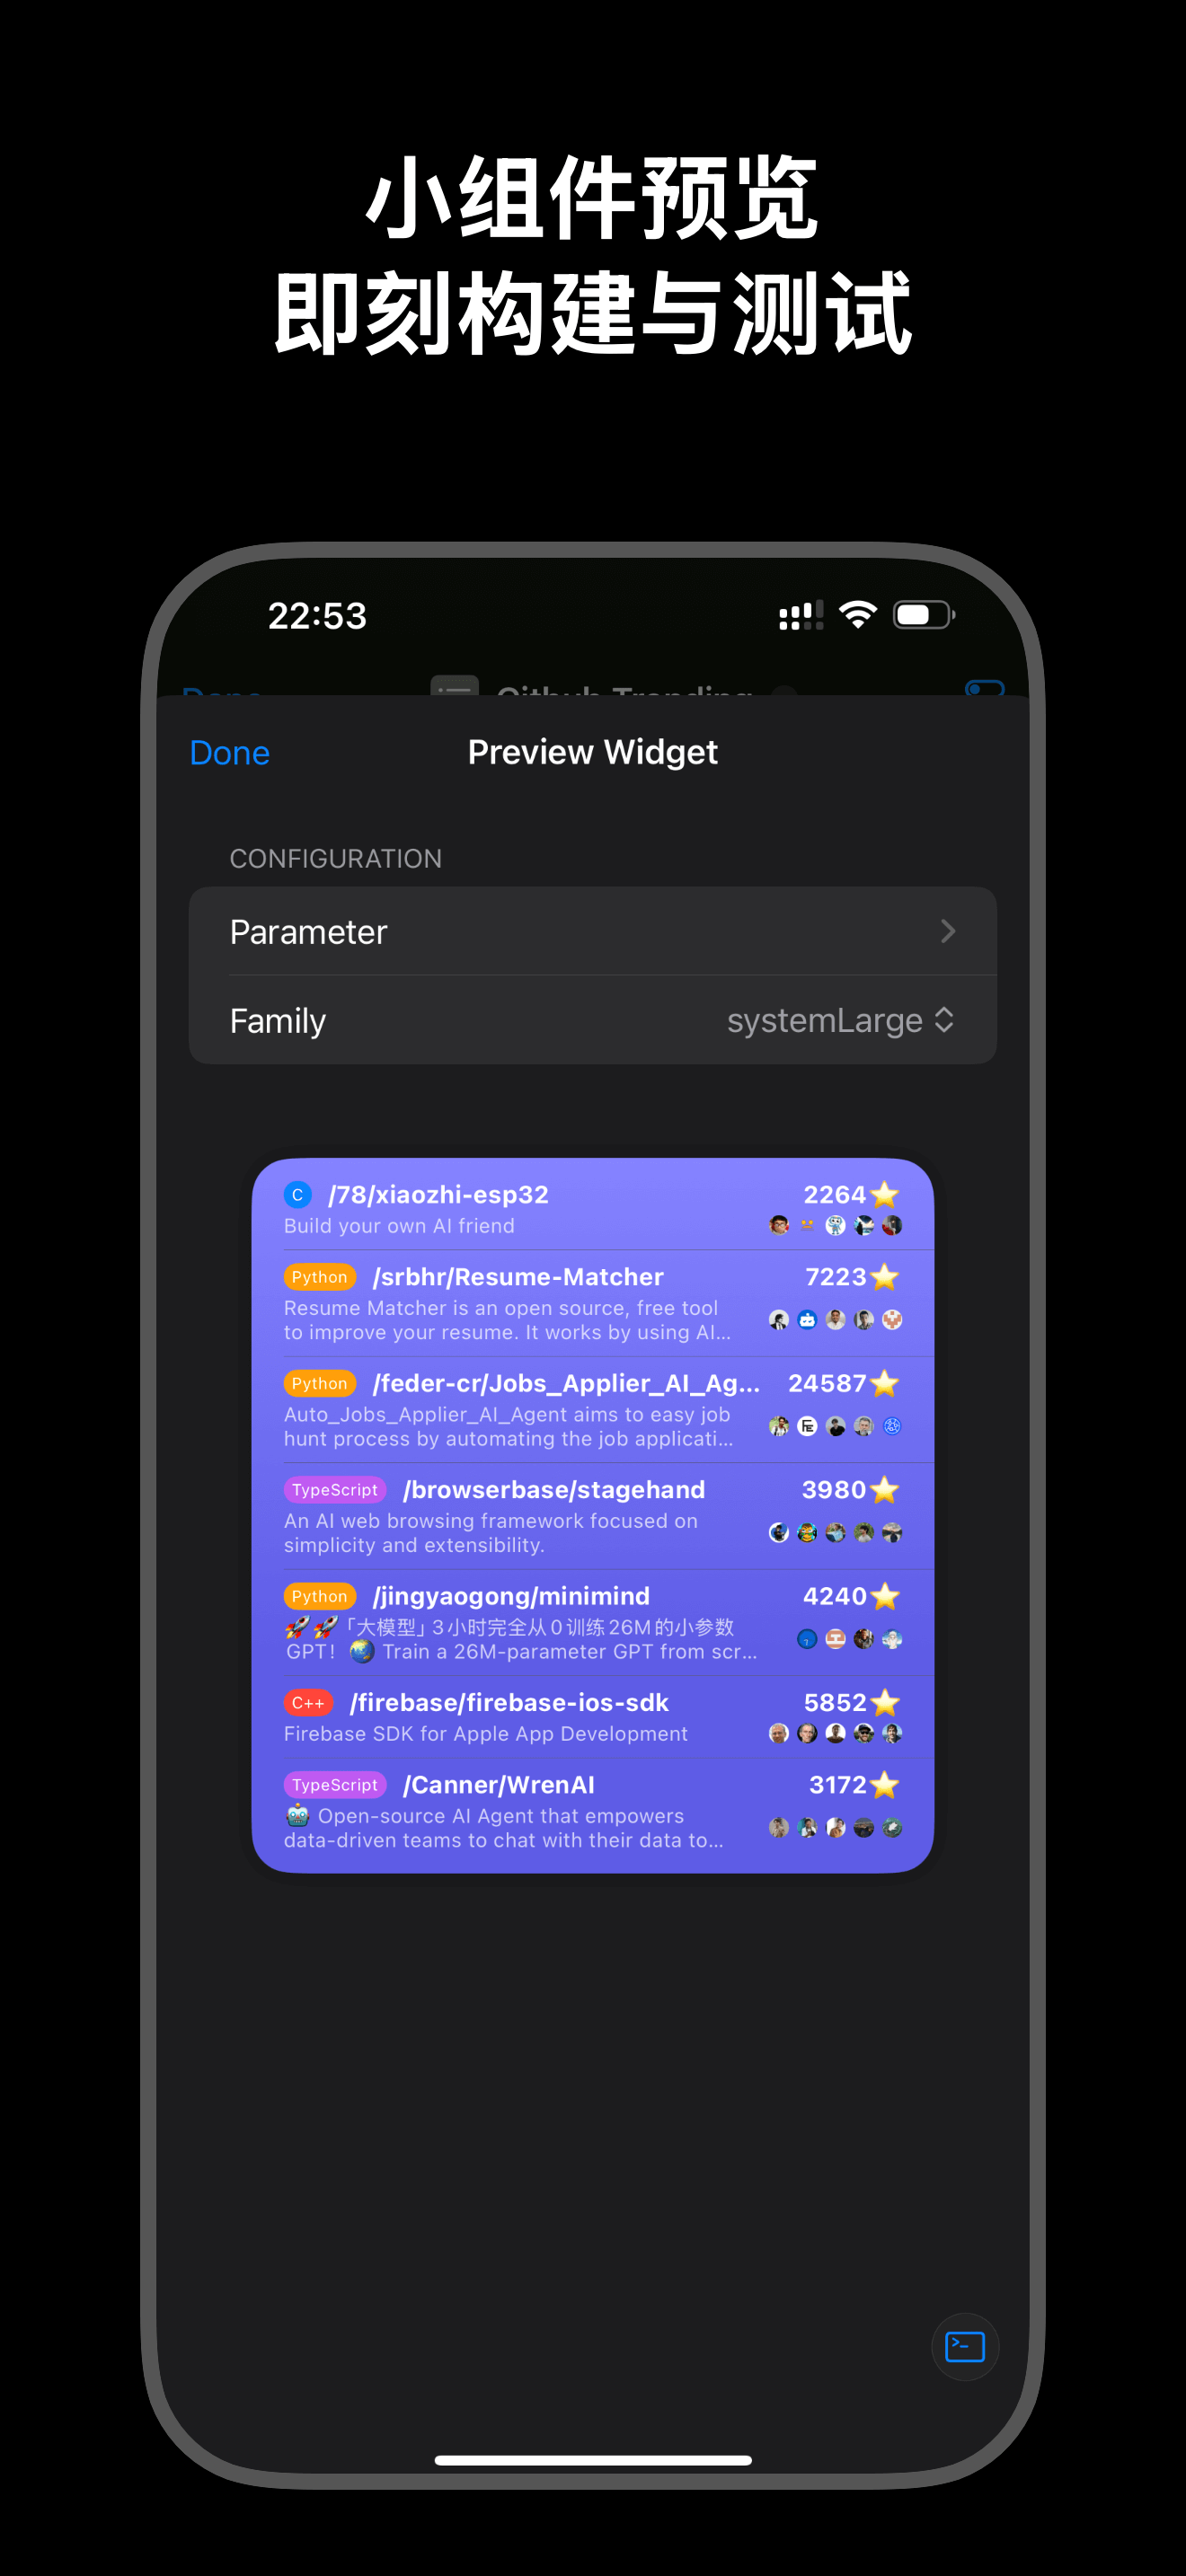 小组件预览
即刻构建与测试
22:53
Done
Github Trending
Done
Preview Widget
CONFIGURATION
Parameter
Family
systemLarge
C /78/xiaozhi-esp32 2264⭐
Build your own AI friend
Python /srbhr/Resume-Matcher 7223⭐
Resume Matcher is an open source, free tool
to improve your resume. It works by using AI...
Python /feder-cr/Jobs_Applier_AI_Ag... 24587⭐
Auto_Jobs_Applier_AI_Agent aims to easy job
hunt process by automating the job applicati...
TypeScript /browserbase/stagehand 3980⭐
An AI web browsing framework focused on
simplicity and extensibility.
Python /jingyaogong/minimind 4240⭐
🚀🚀「大模型」3小时完全从0训练26M的小参数
GPT！🌏 Train a 26M-parameter GPT from scr...
C++ /firebase/firebase-ios-sdk 5852⭐
Firebase SDK for Apple App Development
TypeScript /Canner/WrenAI 3172⭐
🤖 Open-source AI Agent that empowers
data-driven teams to chat with their data to...